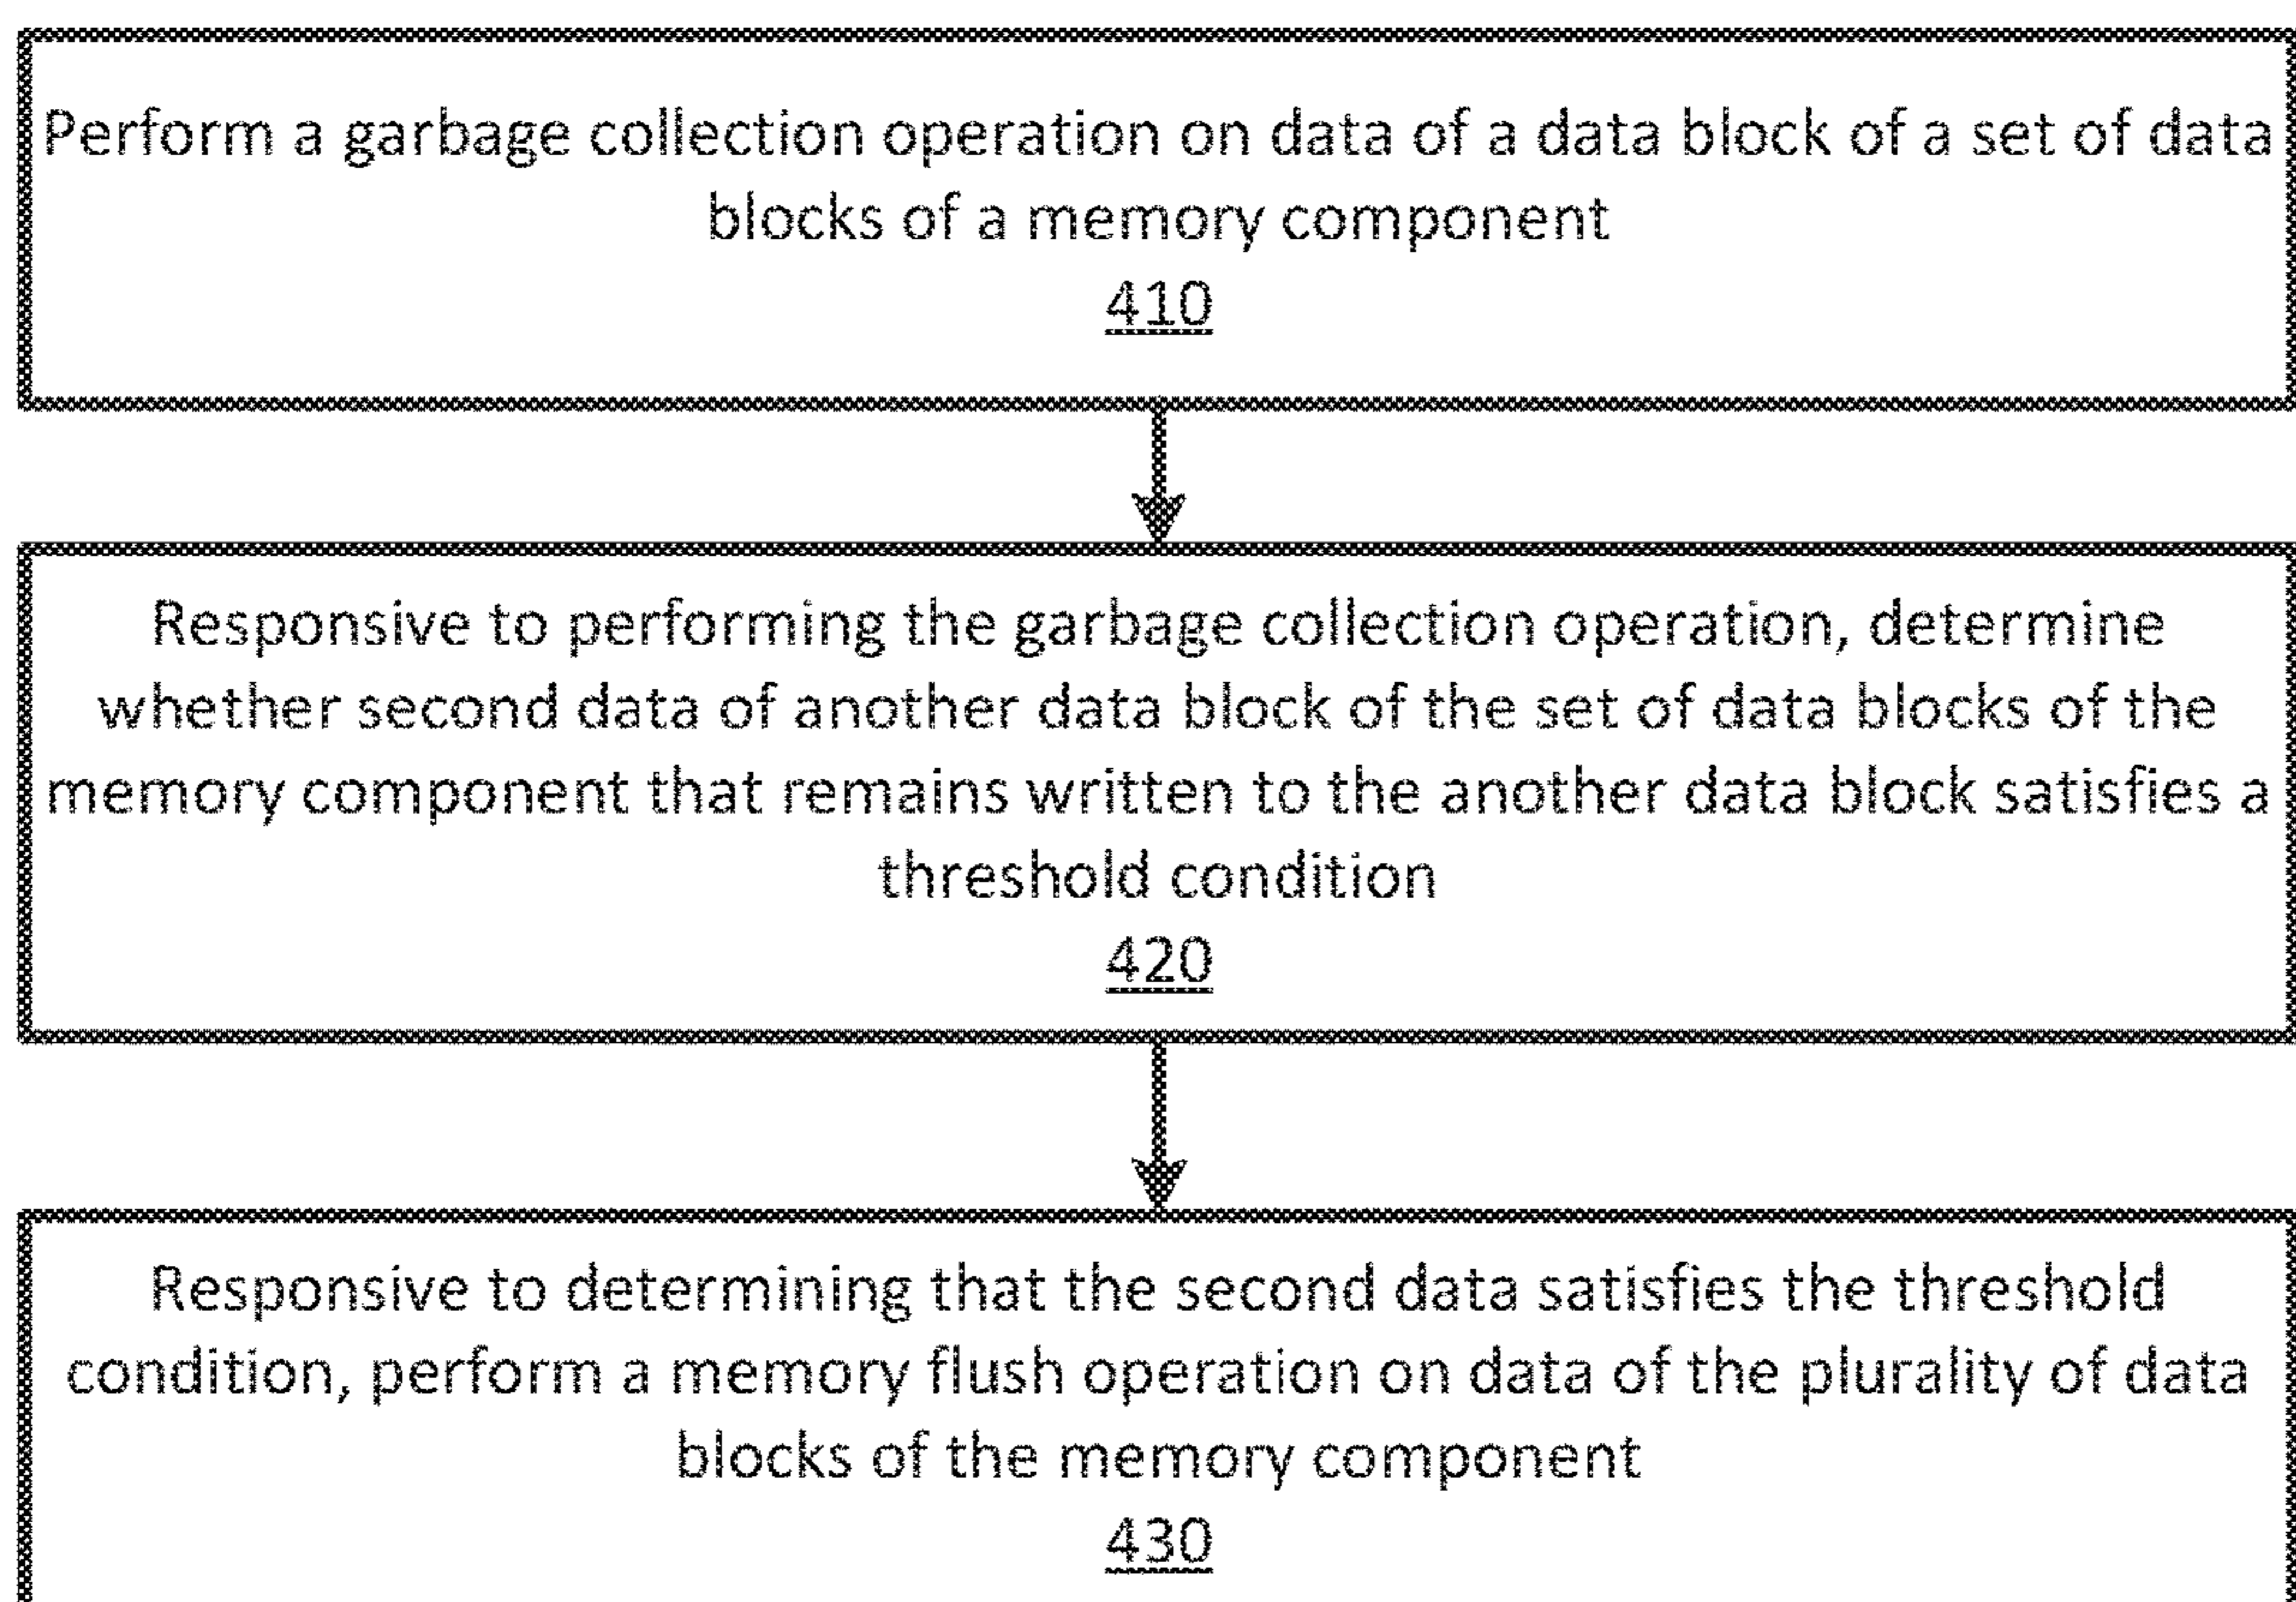 Perform a garbage collection operation on data of a data block of a set of data
blocks of a memory component
410
Responsive to performing the garbage collection operation, determine
whether second data of another data block of the set of data blocks of the
memory component that remains written to the another data block satisfies a
threshold condition
420
Responsive to determining that the second data satisfies the threshold
condition, perform a memory flush operation on data of the plurality of data
blocks of the memory component
430